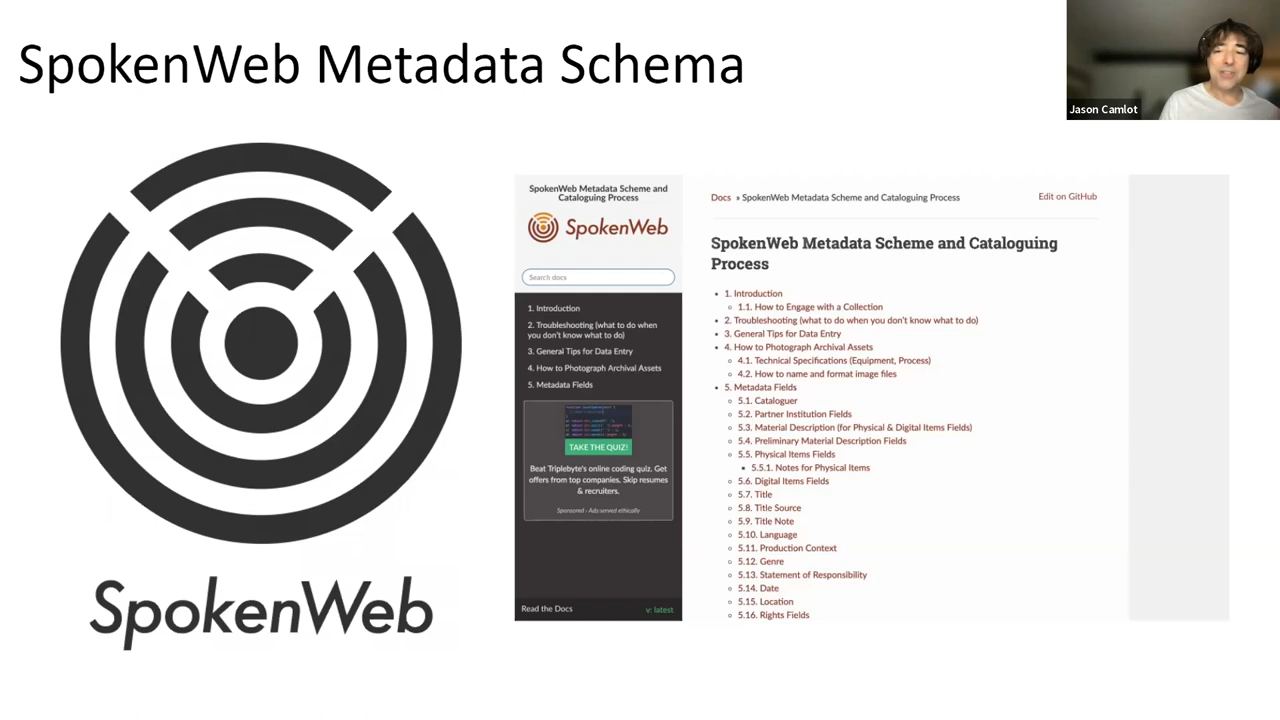 SpokenWeb Metadata Schema
Jason Camlot
SpokenWeb
SpokenWeb Metadata Scheme and
Cataloguing Process
SpokenWeb
Search docs
1. Introduction
2. Troubleshooting (what to do when
you don't know what to do)
3. General Tips for Data Entry
4. How to Photograph Archival Assets
5. Metadata Fields
TAKE THE QUIZ!
Beat Triplebyte's online coding quiz. Get
offers from top companies. Skip resumes
& recruiters.
Sponsored · Ads served ethically
Read the Docs
v: latest
Docs » SpokenWeb Metadata Scheme and Cataloguing Process
Edit on GitHub
SpokenWeb Metadata Scheme and Cataloguing
Process
1. Introduction
1.1. How to Engage with a Collection
2. Troubleshooting (what to do when you don't know what to do)
3. General Tips for Data Entry
4. How to Photograph Archival Assets
4.1. Technical Specifications (Equipment, Process)
4.2. How to name and format image files
5. Metadata Fields
5.1. Cataloguer
5.2. Partner Institution Fields
5.3. Material Description (for Physical & Digital Items Fields)
5.4. Preliminary Material Description Fields
5.5. Physical Items Fields
5.5.1. Notes for Physical Items
5.6. Digital Items Fields
5.7. Title
5.8. Title Source
5.9. Title Note
5.10. Language
5.11. Production Context
5.12. Genre
5.13. Statement of Responsibility
5.14. Date
5.15. Location
5.16. Rights Fields